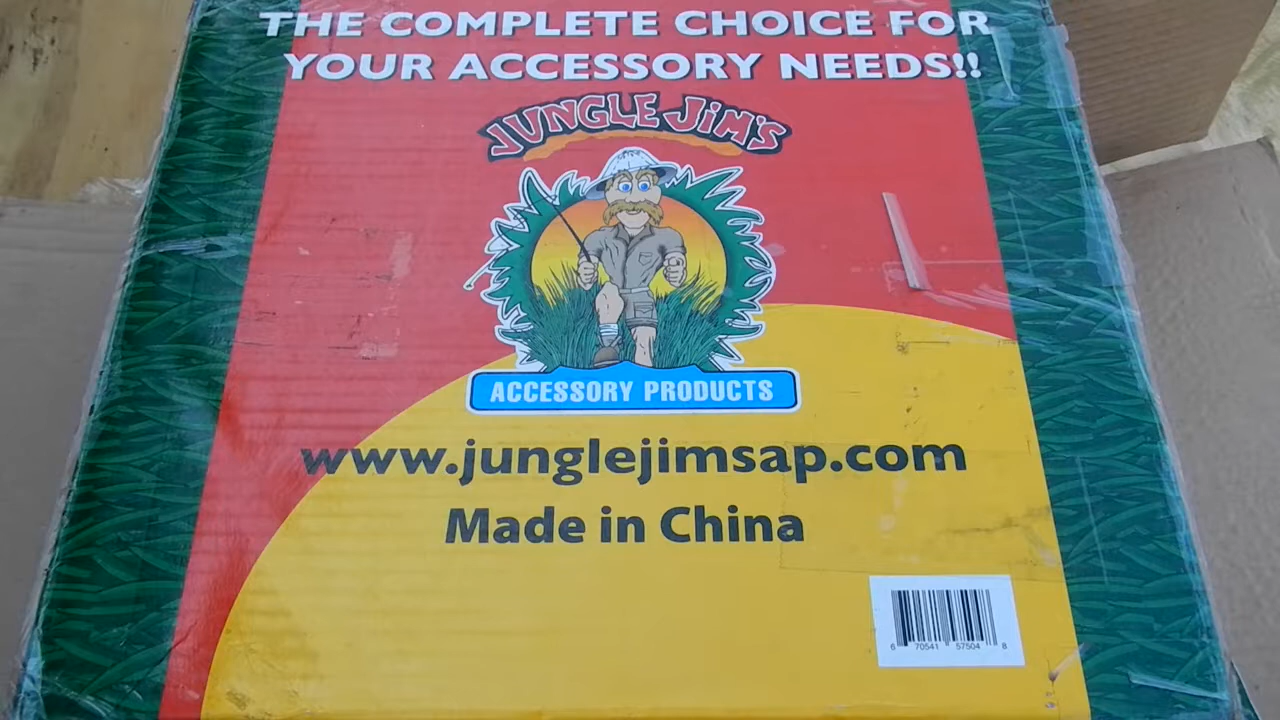 THE COMPLETE CHOICE FOR
YOUR ACCESSORY NEEDS!!
JUNGLE JiM'S
ACCESSORY PRODUCTS
www.junglejimsap.com
Made in China
6 70541 57504 8